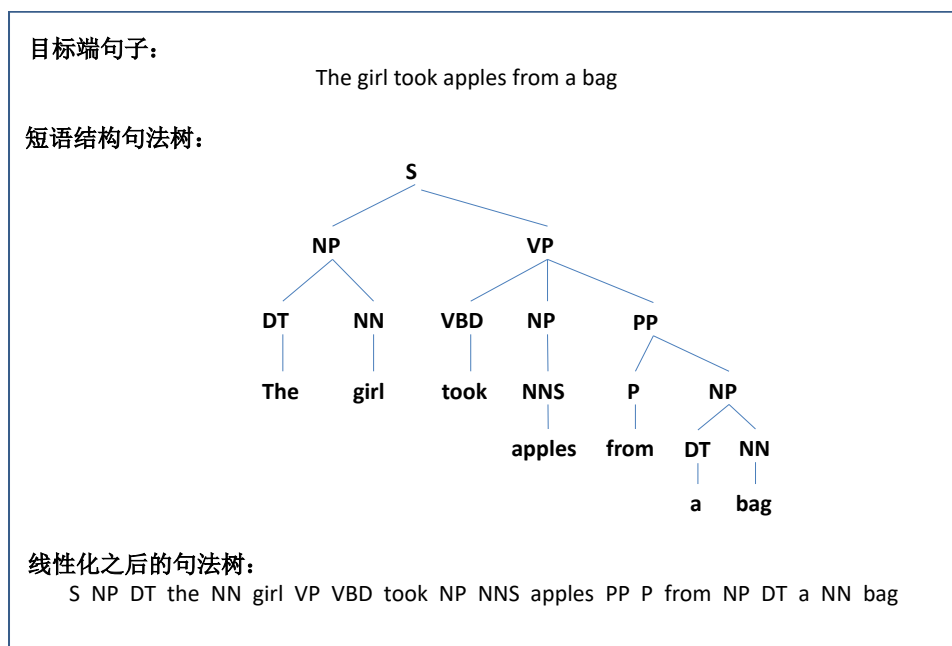 目标端句子：
The girl took apples from a bag
短语结构句法树：
S
NP VP
DT NN VBD NP PP
The girl took NNS P NP
apples from DT NN
a bag
线性化之后的句法树：
S NP DT the NN girl VP VBD took NP NNS apples PP P from NP DT a NN bag